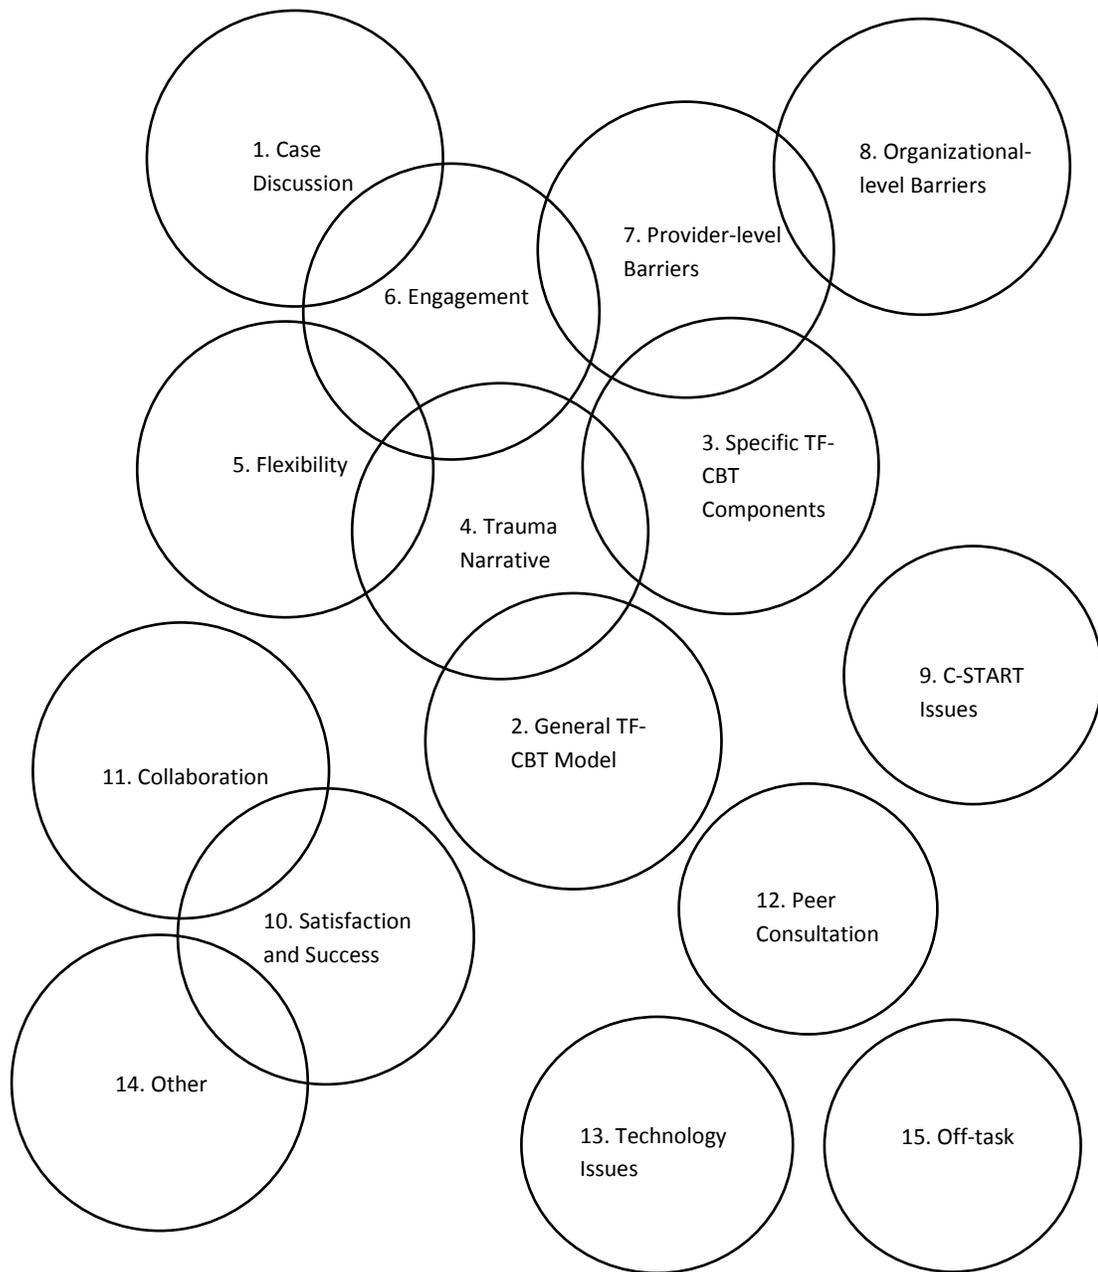 1. Case
Discussion
8. Organizational-
level Barriers
7. Provider-level
Barriers
6. Engagement
3. Specific TF-
CBT
Components
5. Flexibility
4. Trauma
Narrative
9. C-START
Issues
2. General TF-
CBT Model
11. Collaboration
12. Peer
Consultation
10. Satisfaction
and Success
14. Other
13. Technology
Issues
15. Off-task